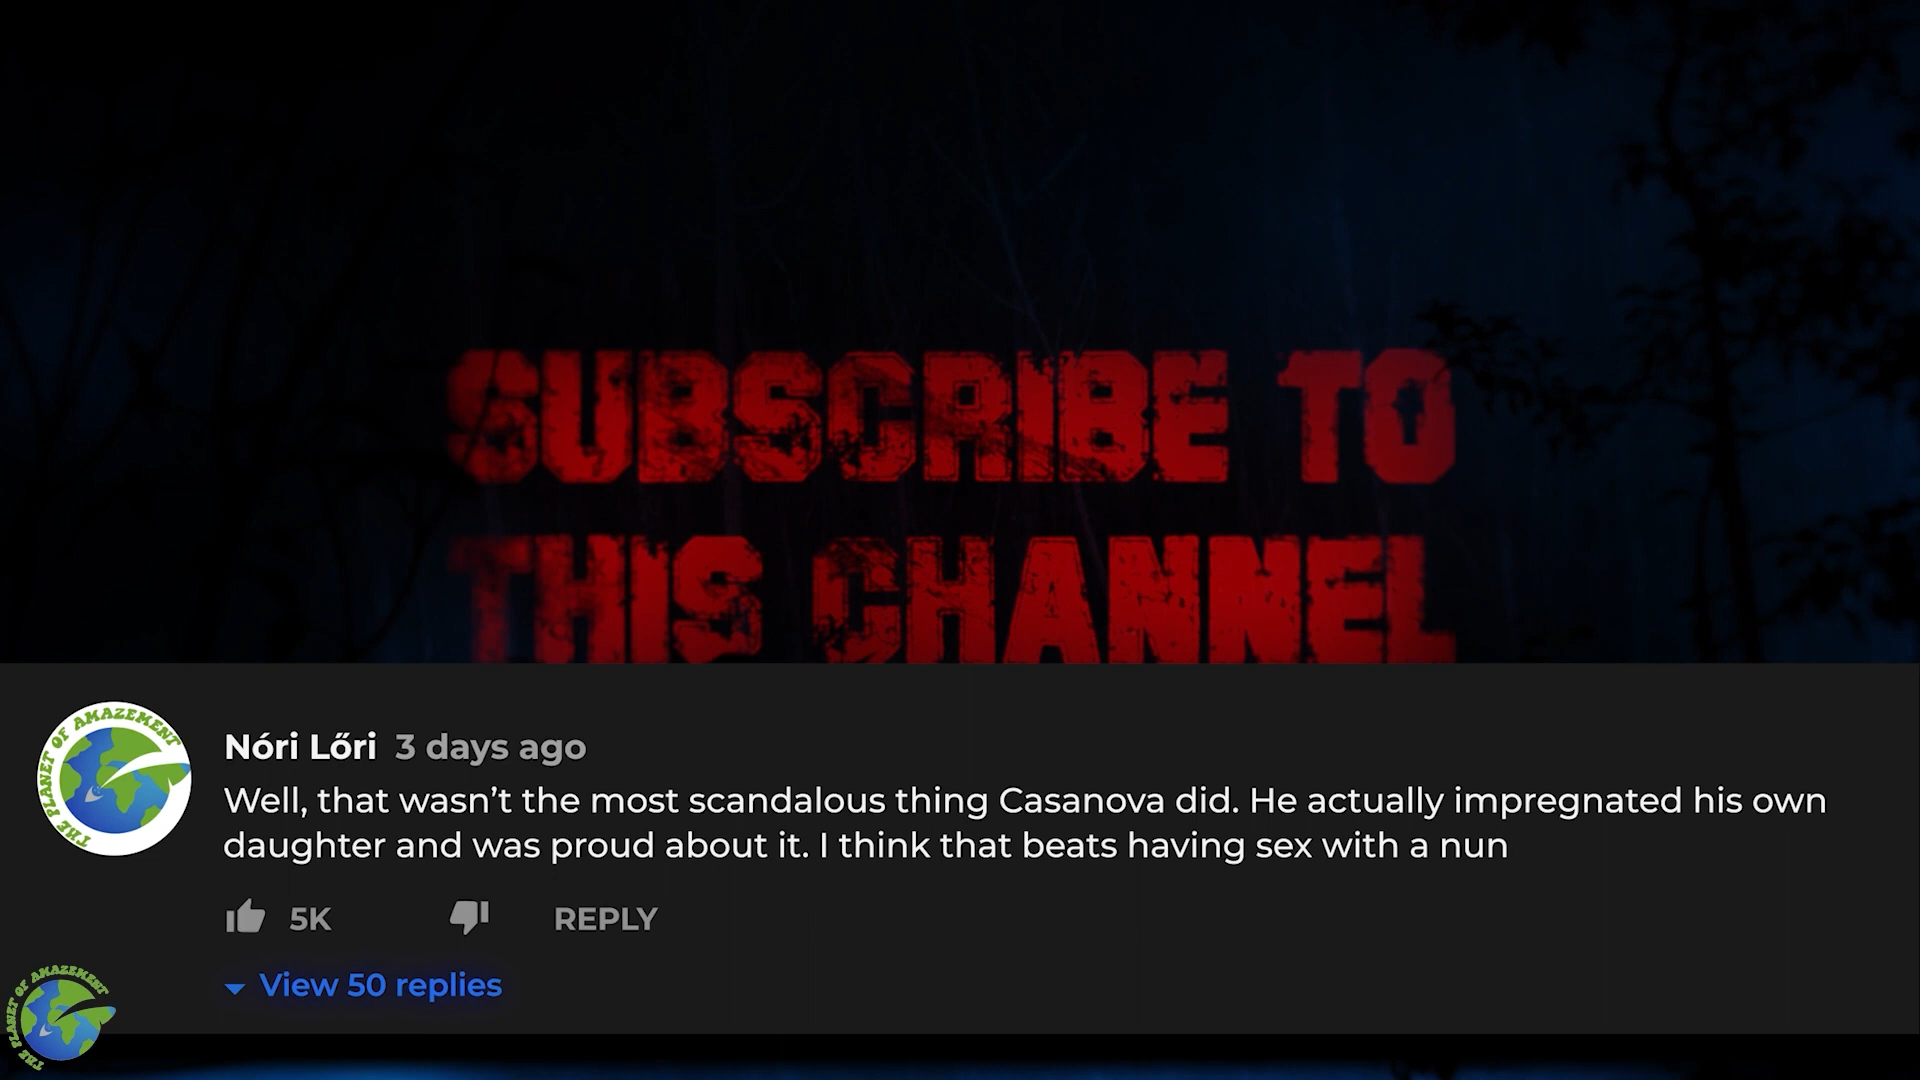 SUBSCRIBE TO
THIS CHANNEL
THE PLANET OF AMAZEMENT
Nóri Lőri 3 days ago
Well, that wasn’t the most scandalous thing Casanova did. He actually impregnated his own
daughter and was proud about it. I think that beats having sex with a nun
5K REPLY
View 50 replies
THE PLANET OF AMAZEMENT